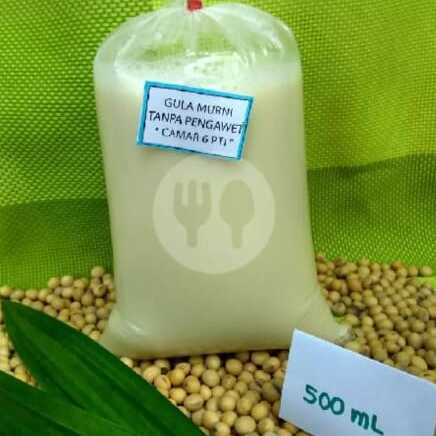 GULA MURNI
TANPA PENGAWET
" CAMAR 6 PTI "
500 mL